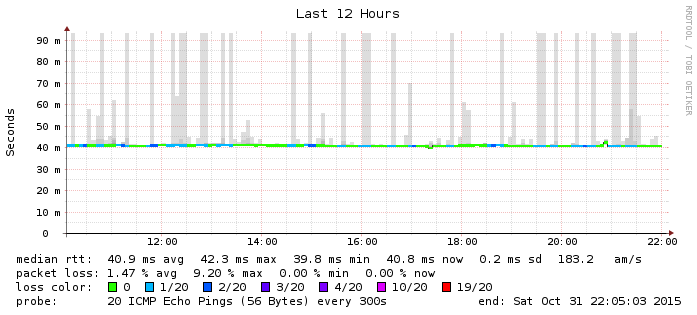 Last 12 Hours
RRDTOOL / TOBI OETIKER
Seconds
90 m
80 m
70 m
60 m
50 m
40 m
30 m
20 m
10 m
0
12:00 14:00 16:00 18:00 20:00 22:00
median rtt: 40.9 ms avg 42.3 ms max 39.8 ms min 40.8 ms now 0.2 ms sd 183.2 am/s
packet loss: 1.47 % avg 9.20 % max 0.00 % min 0.00 % now
loss color: 0 1/20 2/20 3/20 4/20 10/20 19/20
probe: 20 ICMP Echo Pings (56 Bytes) every 300s end: Sat Oct 31 22:05:03 2015